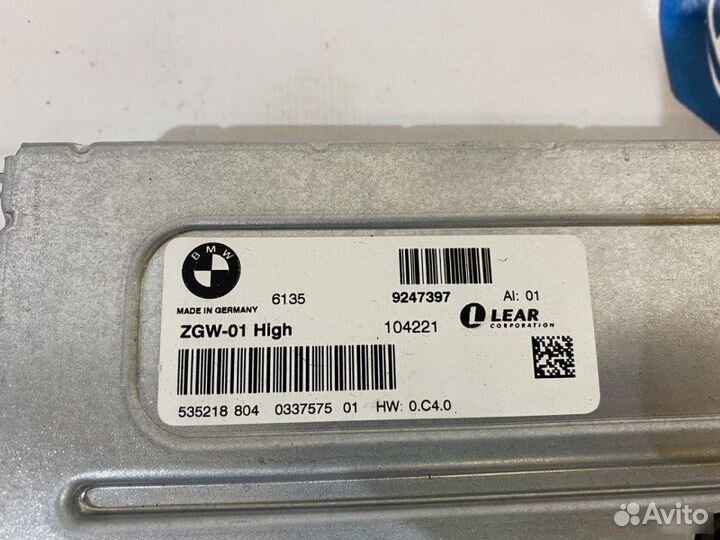 BMW
6135 9247397 AI: 01
MADE IN GERMANY
ZGW-01 High 104221 LEAR
CORPORATION
535218 804 0337575 01 HW: 0.C4.0
Avito